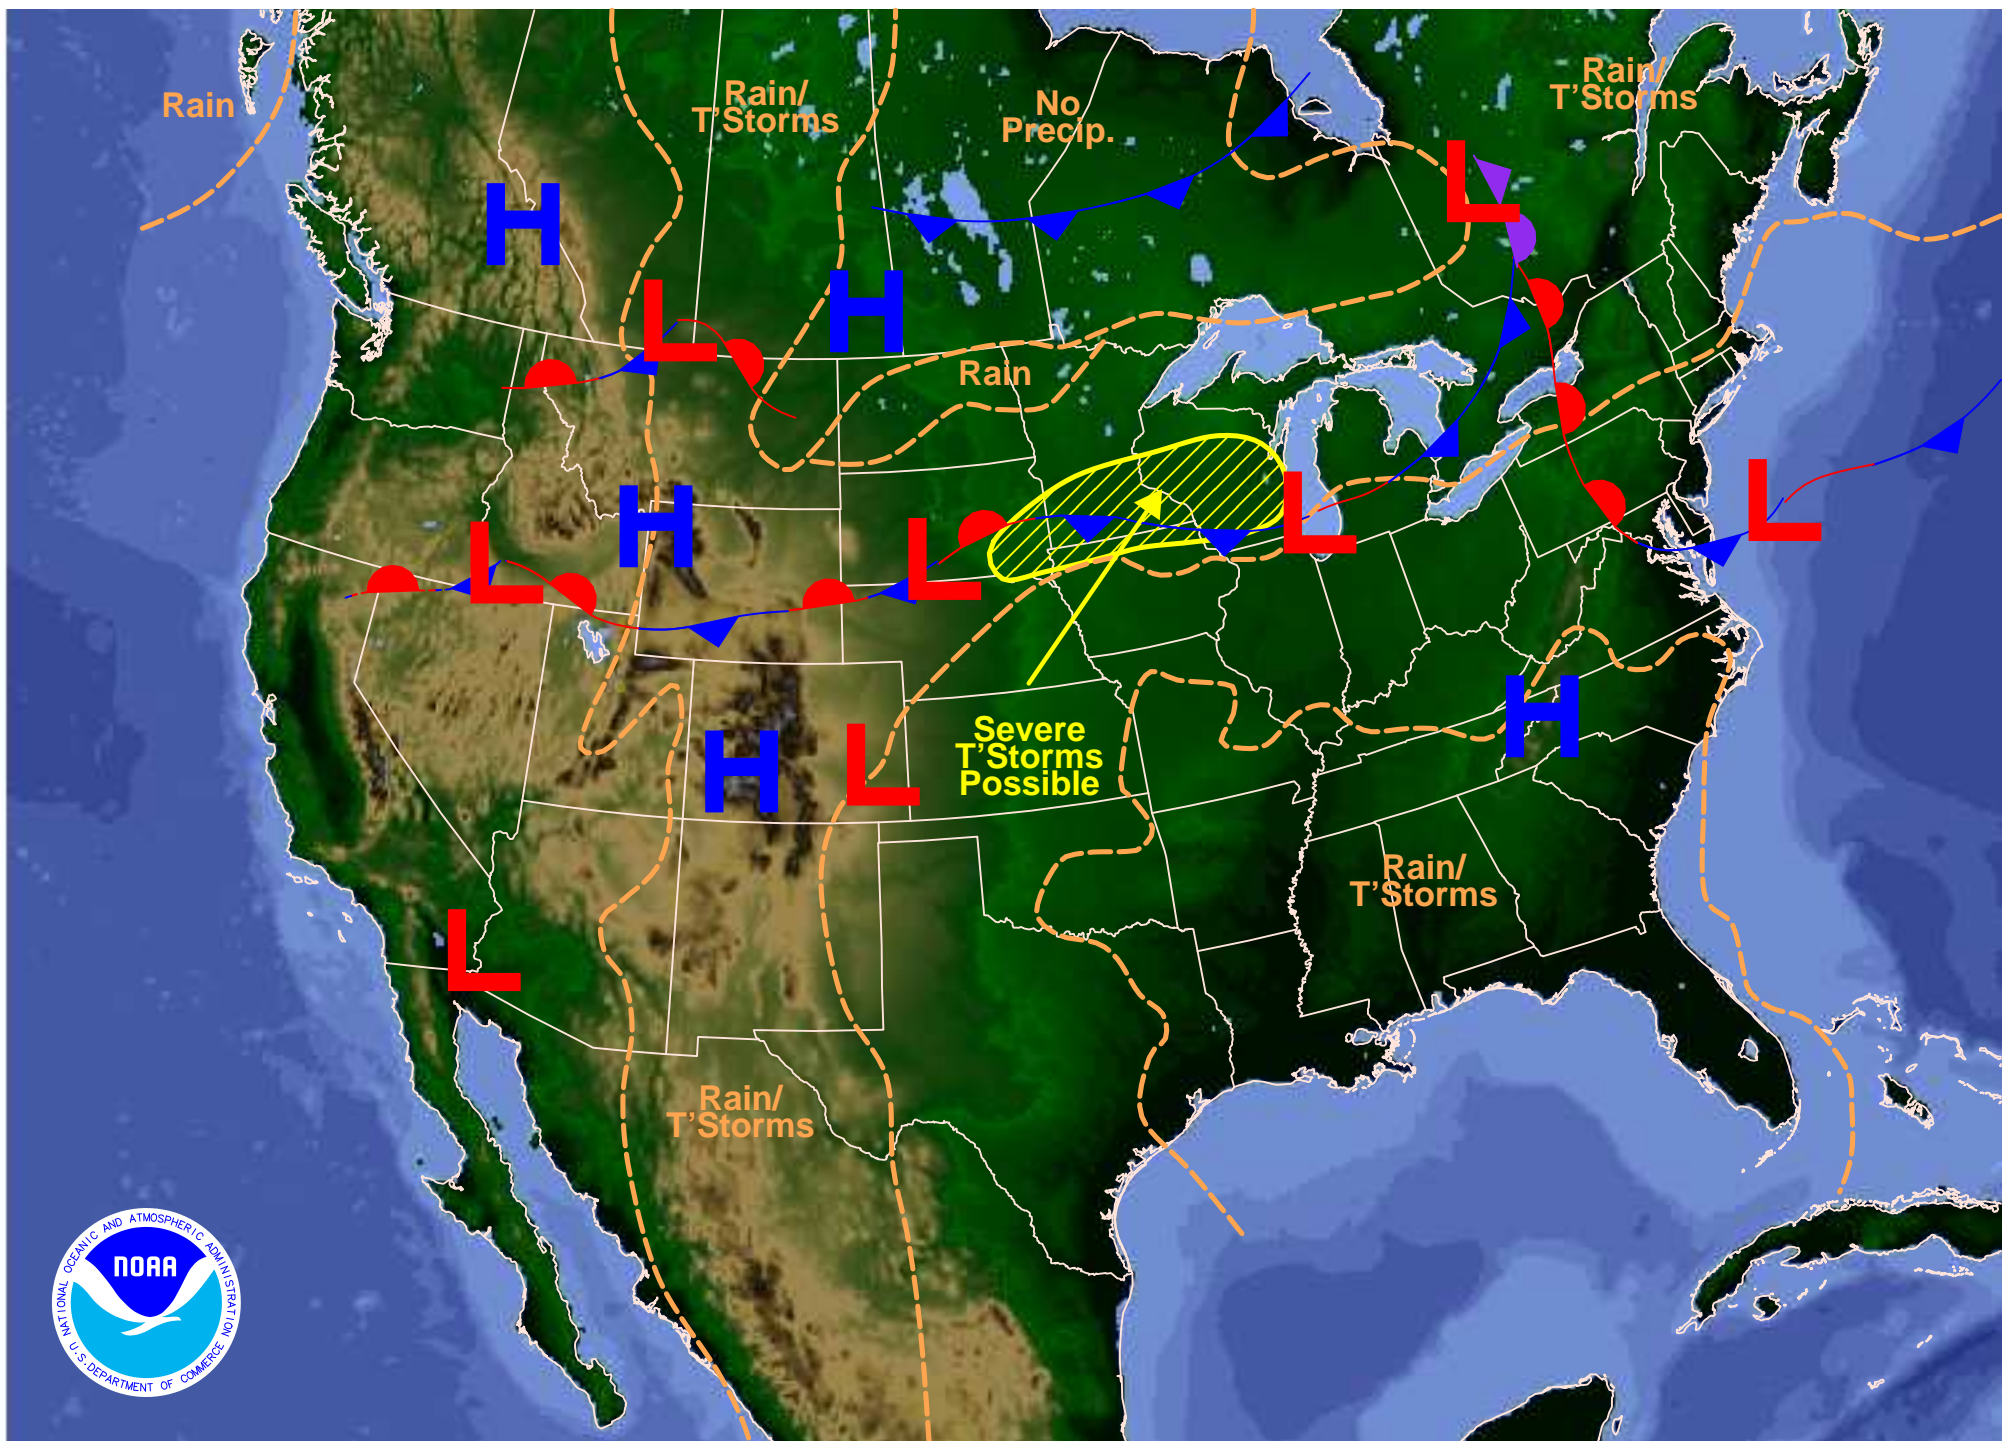 Rain/
T'Storms
Rain
Rain/
T'Storms
No
Precip.
L
H
H
L
Rain
H
L
L
L
L
H
Severe
T'Storms
Possible
H
L
Rain/
T'Storms
L
Rain/
T'Storms
NATIONAL OCEANIC AND ATMOSPHERIC ADMINISTRATION
NOAA
U.S. DEPARTMENT OF COMMERCE